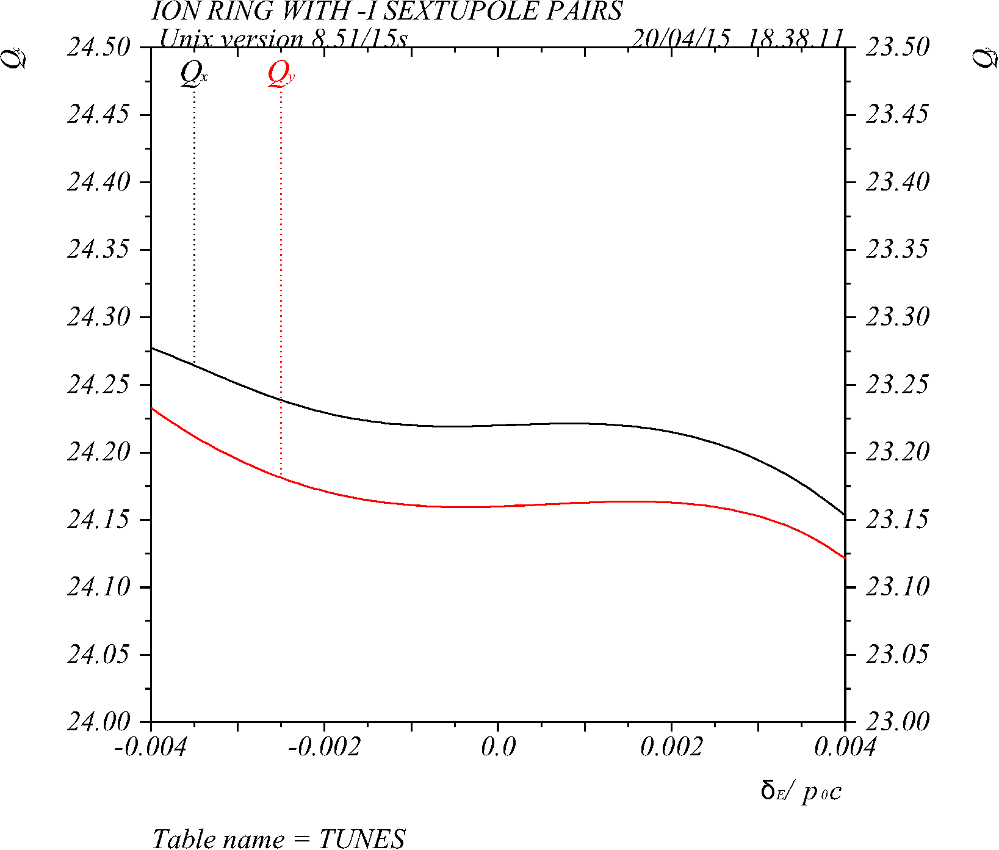 ION RING WITH -I SEXTUPOLE PAIRS
Unix version 8.51/15s 20/04/15 18.38.11
Qx Qy
24.50 23.50
Qx Qy
24.45 23.45
24.40 23.40
24.35 23.35
24.30 23.30
24.25 23.25
24.20 23.20
24.15 23.15
24.10 23.10
24.05 23.05
24.00 23.00
-0.004 -0.002 0.0 0.002 0.004
δE/ p0c
Table name = TUNES